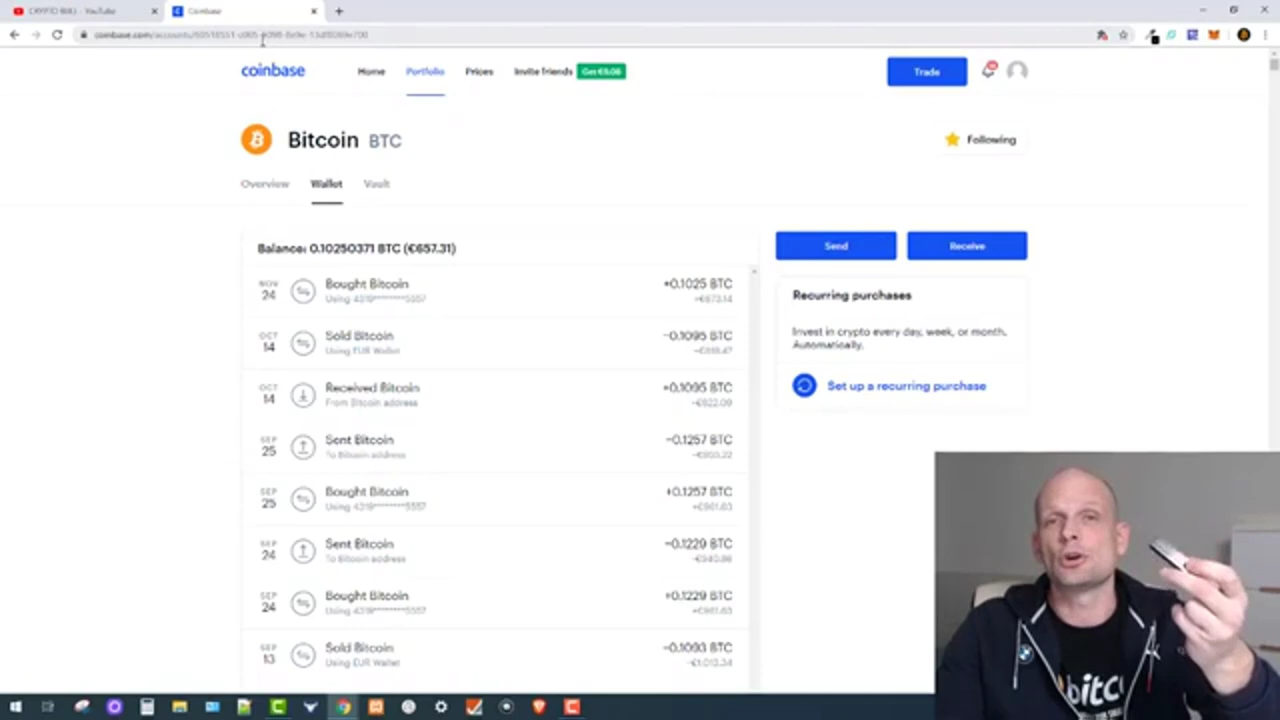 CRYPTO BULL - YouTube
Coinbase
coinbase.com/accounts/
coinbase
Home
Portfolio
Prices
Invite friends
Trade
Bitcoin BTC
Following
Overview
Wallet
Vault
Balance: 0.10250371 BTC (€657.31)
Send
Receive
NOV 24
Bought Bitcoin
+0.1025 BTC
OCT 14
Sold Bitcoin
-0.1095 BTC
Using EUR Wallet
OCT 14
Received Bitcoin
+0.1095 BTC
From Bitcoin address
SEP 25
Sent Bitcoin
-0.1257 BTC
To Bitcoin address
SEP 25
Bought Bitcoin
+0.1257 BTC
SEP 24
Sent Bitcoin
-0.1229 BTC
To Bitcoin address
SEP 24
Bought Bitcoin
+0.1229 BTC
SEP 13
Sold Bitcoin
-0.1093 BTC
Using EUR Wallet
Recurring purchases
Invest in crypto every day, week, or month.
Automatically.
Set up a recurring purchase
bitc